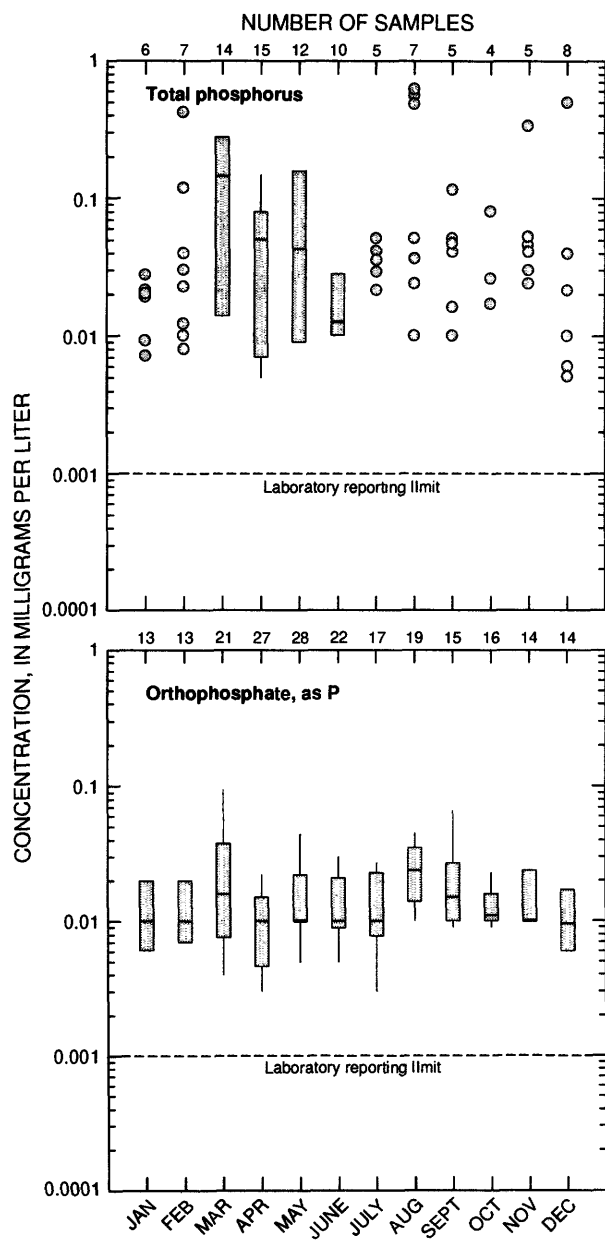 NUMBER OF SAMPLES
6 7 14 15 12 10 5 7 5 4 5 8
Total phosphorus
1
0.1
0.01
0.001
0.0001
Laboratory reporting limit
CONCENTRATION, IN MILLIGRAMS PER LITER
13 13 21 27 28 22 17 19 15 16 14 14
Orthophosphate, as P
1
0.1
0.01
0.001
0.0001
Laboratory reporting limit
JAN FEB MAR APR MAY JUNE JULY AUG SEPT OCT NOV DEC